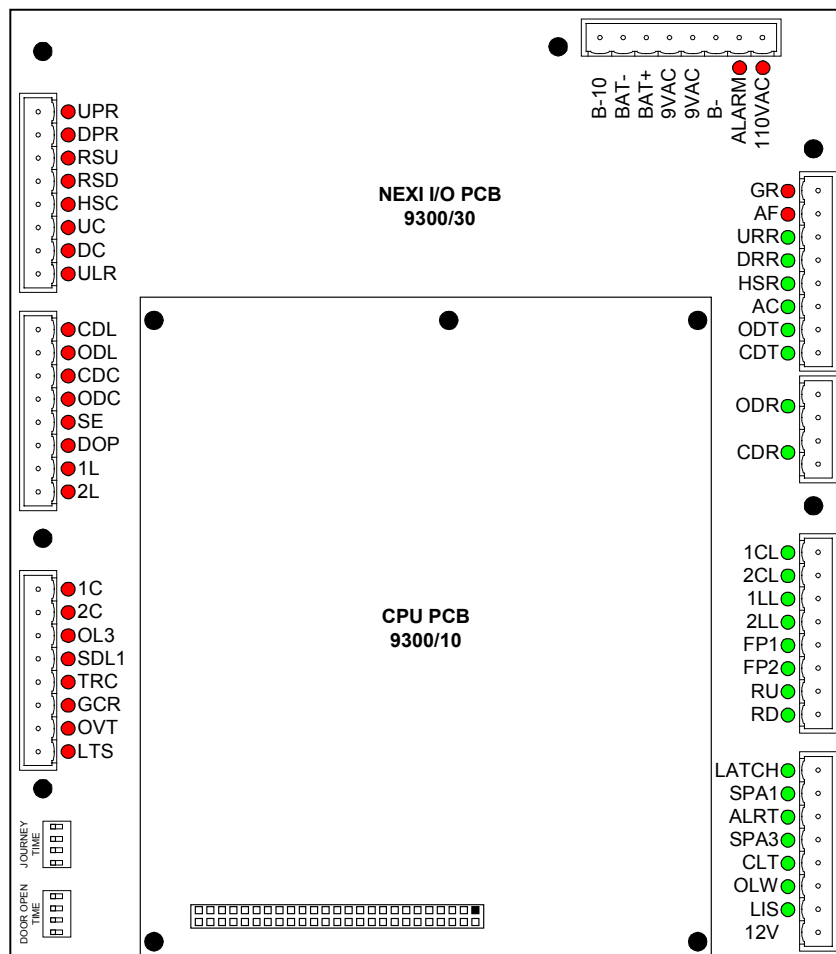 B-10
BAT-
BAT+
9VAC
9VAC
B-
ALARM
110VAC
UPR
DPR
RSU
RSD
HSC
UC
DC
ULR
NEXI I/O PCB
9300/30
GR
AF
URR
DRR
HSR
AC
ODT
CDT
CDL
ODL
CDC
ODC
SE
DOP
1L
2L
ODR
CDR
1C
2C
OL3
SDL1
TRC
GCR
OVT
LTS
CPU PCB
9300/10
1CL
2CL
1LL
2LL
FP1
FP2
RU
RD
LATCH
SPA1
ALRT
SPA3
CLT
OLW
LIS
12V
JOURNEY
TIME
DOOR OPEN
TIME